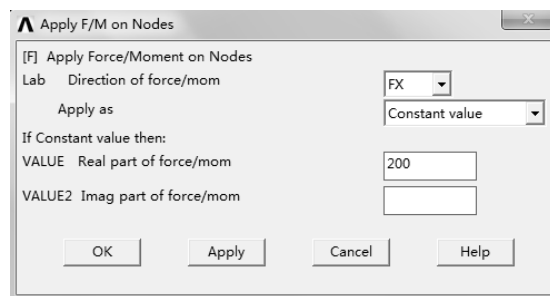 Apply F/M on Nodes
[F] Apply Force/Moment on Nodes
Lab Direction of force/mom FX
Apply as Constant value
If Constant value then:
VALUE Real part of force/mom 200
VALUE2 Imag part of force/mom
OK Apply Cancel Help